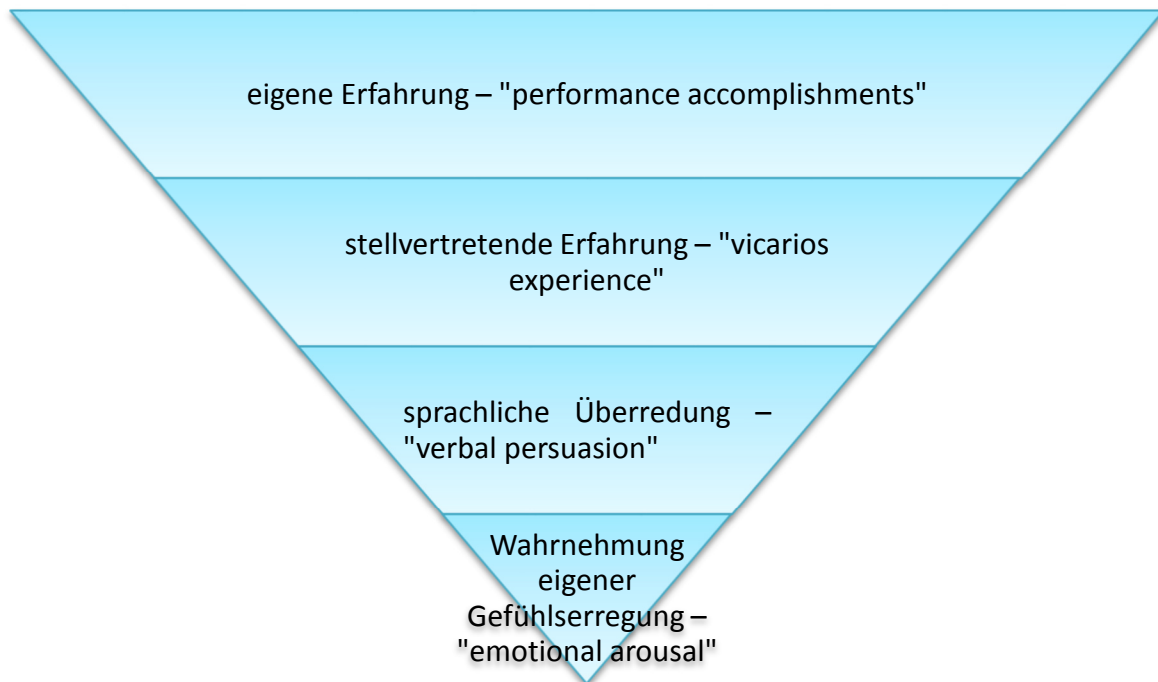 eigene Erfahrung – "performance accomplishments"
stellvertretende Erfahrung – "vicarios
experience"
sprachliche Überredung –
"verbal persuasion"
Wahrnehmung
eigener
Gefühlserregung –
"emotional arousal"